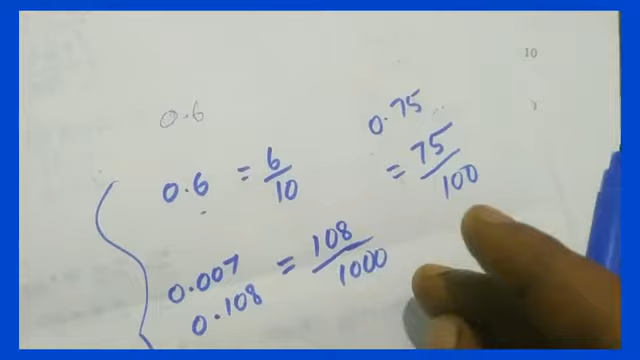 10
0.6
0.75
0.6 = 6/10
= 75/100
0.007
0.108 = 108/1000